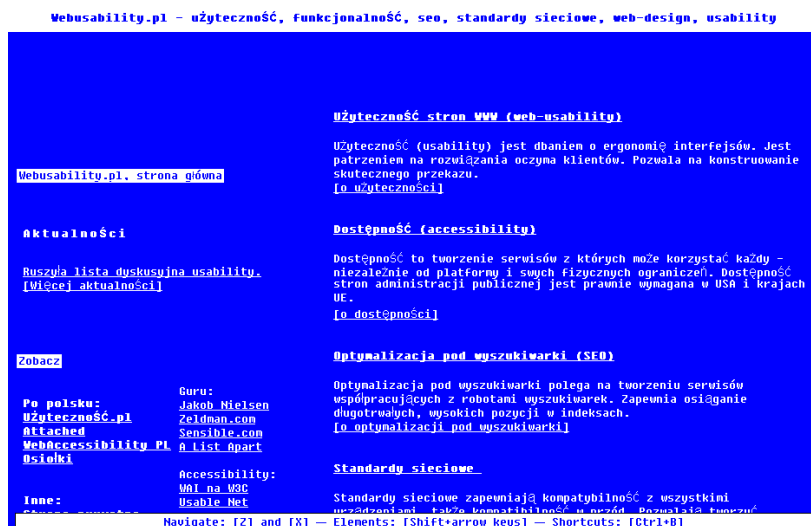 Webusability.pl - użyteczność, funkcjonalność, seo, standardy sieciowe, web-design, usability
Webusability.pl, strona główna
Aktualności
Ruszyła lista dyskusyjna usability.
[Więcej aktualności]
Zobacz
Po polsku:
Użyteczność.pl
Attached
WebAccessibility PL
Osiołki
Inne:
Guru:
Jakob Nielsen
Zeldman.com
Sensible.com
A List Apart
Accessibility:
WAI na W3C
Usable Net
Użyteczność stron WWW (web-usability)
Użyteczność (usability) jest dbaniem o ergonomię interfejsów. Jest
patrzeniem na rozwiązania oczyma klientów. Pozwala na konstruowanie
skutecznego przekazu.
[o użyteczności]
Dostępność (accessibility)
Dostępność to tworzenie serwisów z których może korzystać każdy -
niezależnie od platformy i swych fizycznych ograniczeń. Dostępność
stron administracji publicznej jest prawnie wymagana w USA i krajach
UE.
[o dostępności]
Optymalizacja pod wyszukiwarki (SEO)
Optymalizacja pod wyszukiwarki polega na tworzeniu serwisów
współpracujących z robotami wyszukiwarek. Zapewnia osiąganie
długotrwałych, wysokich pozycji w indeksach.
[o optymalizacji pod wyszukiwarki]
Standardy sieciowe
Standardy sieciowe zapewniają kompatybilność z wszystkimi
urządzeniami, także kompatibilność w przód. Pozwalają tworzyć
Navigate: [Z] and [X] — Elements: [Shift+arrow keys] — Shortcuts: [Ctrl+B]